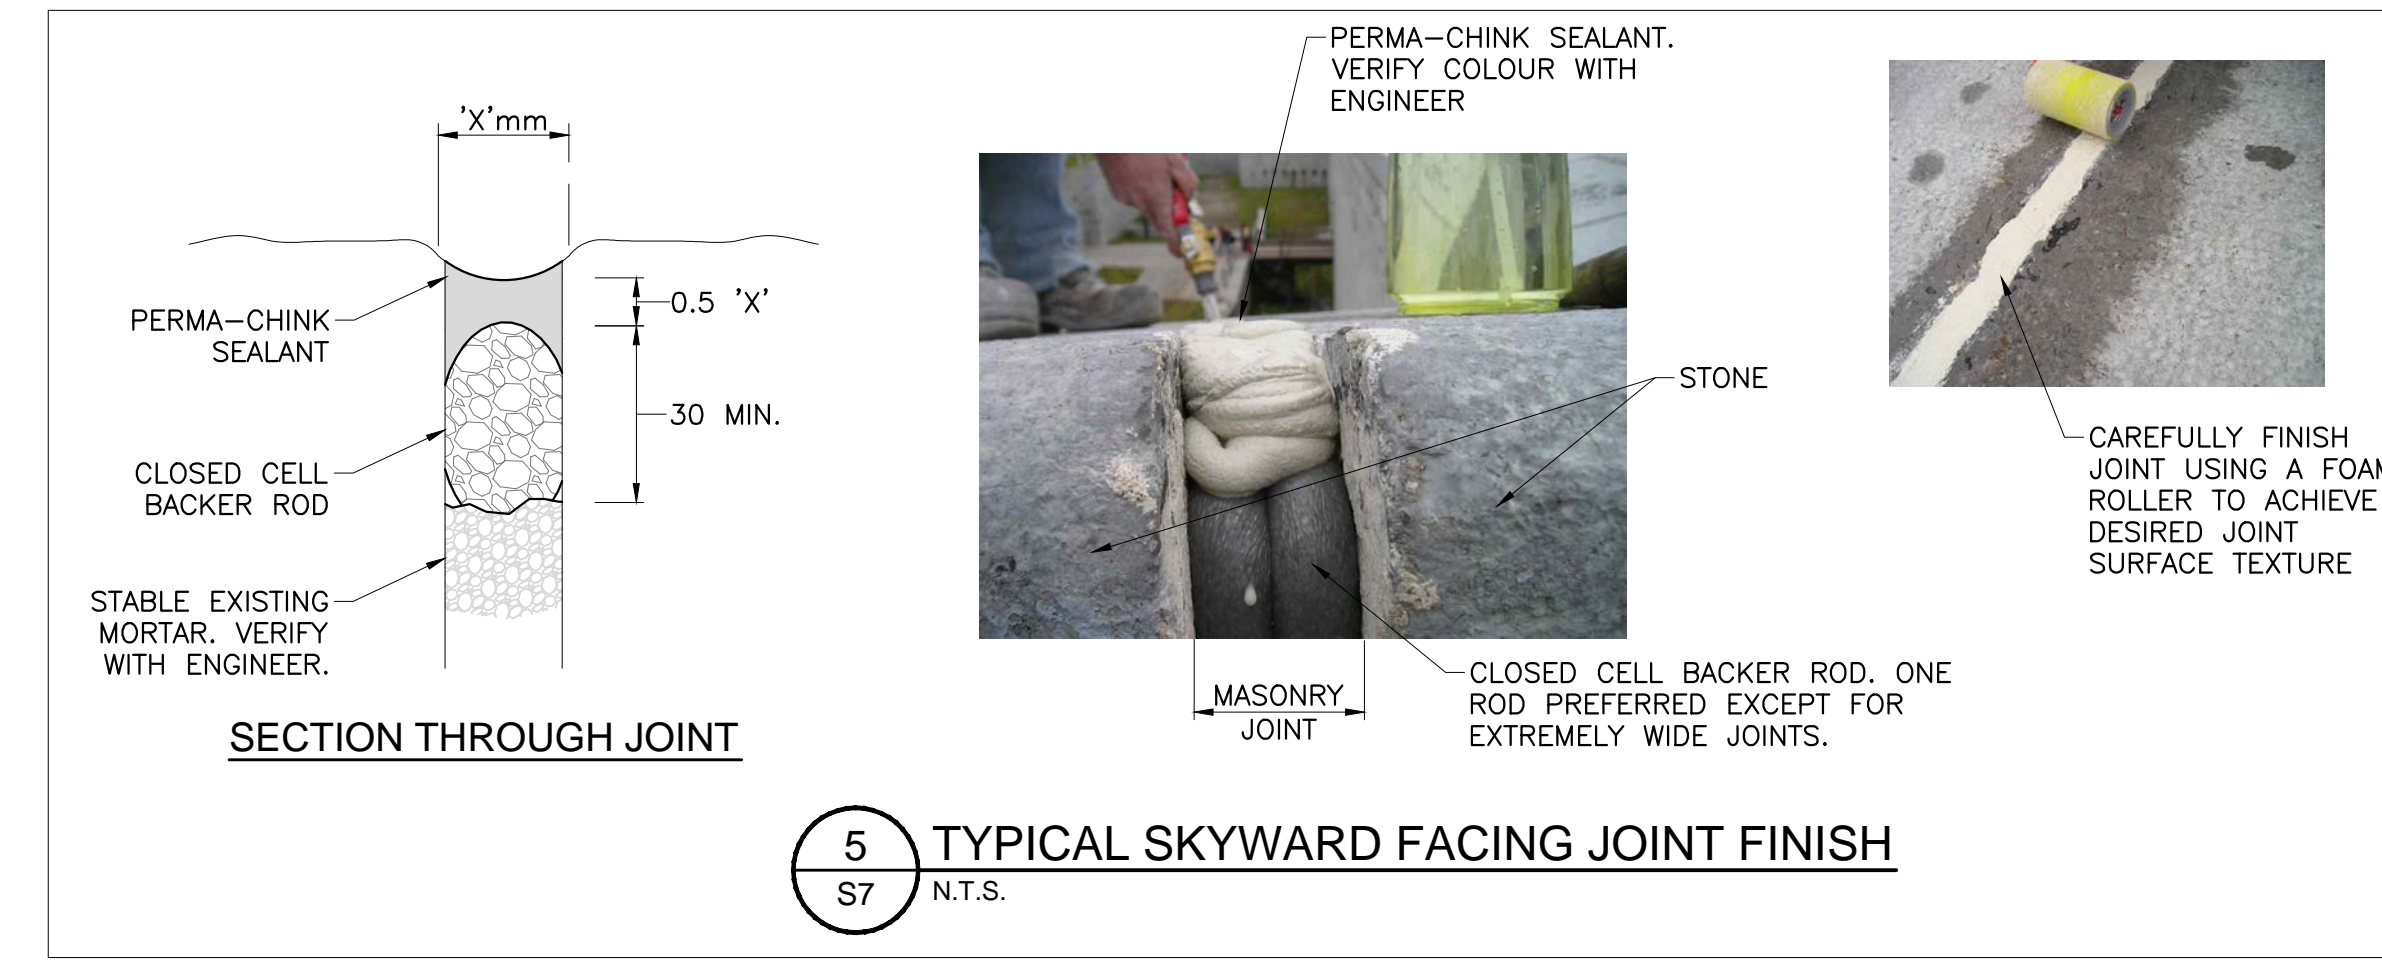 'X'mm
PERMA-CHINK
SEALANT
0.5 'X'
30 MIN.
CLOSED CELL
BACKER ROD
STABLE EXISTING
MORTAR. VERIFY
WITH ENGINEER.
SECTION THROUGH JOINT
PERMA-CHINK SEALANT.
VERIFY COLOUR WITH
ENGINEER
STONE
MASONRY
JOINT
CLOSED CELL BACKER ROD. ONE
ROD PREFERRED EXCEPT FOR
EXTREMELY WIDE JOINTS.
CAREFULLY FINISH
JOINT USING A
ROLLER TO ACHIEVE
DESIRED JOINT
SURFACE TEXTURE
5
S7
TYPICAL SKYWARD FACING JOINT FINISH
N.T.S.